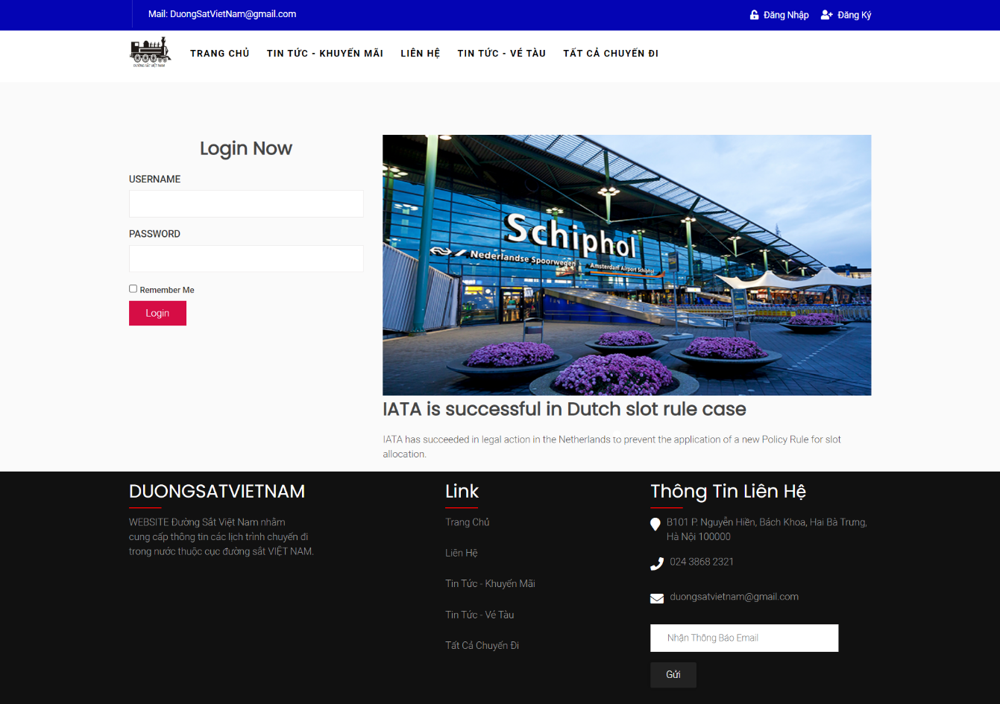 Mail: DuongSatVietNam@gmail.com
Đăng Nhập
Đăng Ký
ĐƯỜNG SẮT VIỆT NAM
TRANG CHỦ
TIN TỨC - KHUYẾN MÃI
LIÊN HỆ
TIN TỨC - VÉ TÀU
TẤT CẢ CHUYẾN ĐI
Login Now
USERNAME
PASSWORD
Remember Me
Login
Schiphol
Nederlandse Spoorwegen
Amsterdam Airport Schiphol
IATA is successful in Dutch slot rule case
IATA has succeeded in legal action in the Netherlands to prevent the application of a new Policy Rule for slot
allocation.
DUONGSATVIETNAM
WEBSITE Đường Sắt Việt Nam nhằm
cung cấp thông tin các lịch trình chuyến đi
trong nước thuộc cục đường sắt VIỆT NAM.
Link
Trang Chủ
Liên Hệ
Tin Tức - Khuyến Mãi
Tin Tức - Vé Tàu
Tất Cả Chuyến Đi
Thông Tin Liên Hệ
B101 P. Nguyễn Hiền, Bách Khoa, Hai Bà Trưng,
Hà Nội 100000
024 3868 2321
duongsatvietnam@gmail.com
Nhận Thông Báo Email
Gửi